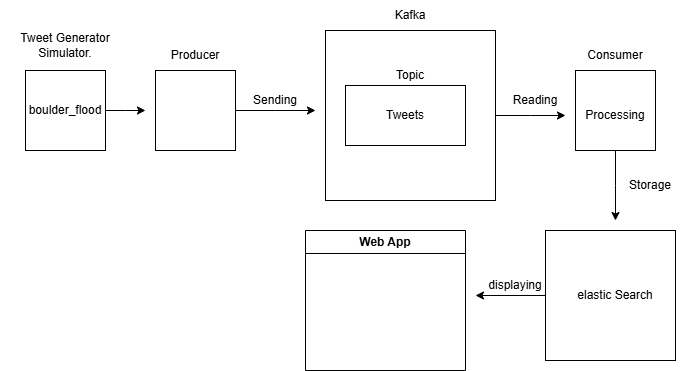 Kafka
Tweet Generator
Simulator.
Producer
Consumer
boulder_flood
Sending
Topic
Tweets
Reading
Processing
Storage
Web App
displaying
elastic Search